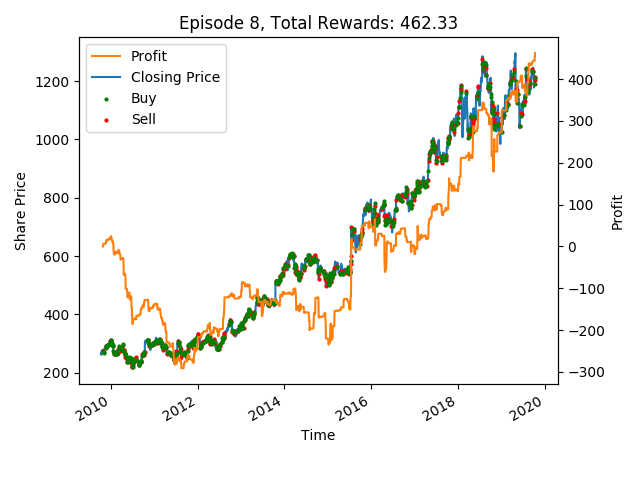 Episode 8, Total Rewards: 462.33
Profit
Closing Price
Buy
Sell
1200
1000
800
600
400
200
Share Price
400
300
200
100
0
−100
−200
−300
Profit
2010
2012
2014
2016
2018
2020
Time